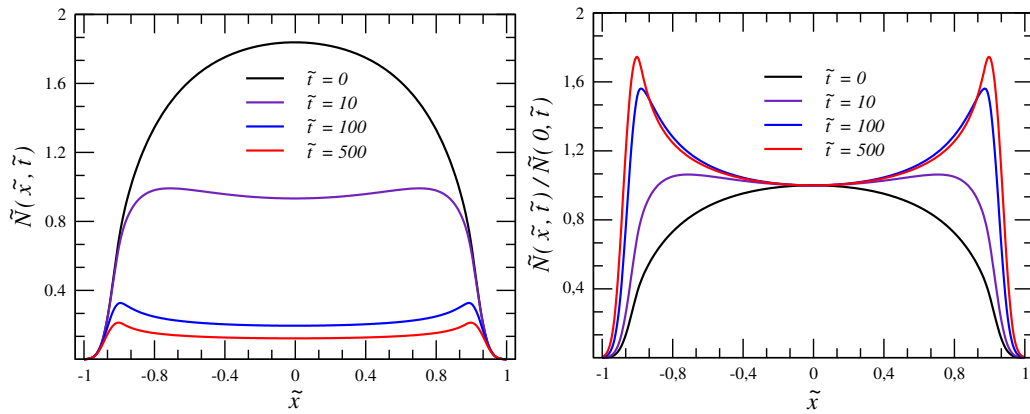 2
1.6
1.2
0.8
0.4
-1 -0.8 -0.4 0 0.4 0.8 1
x̃
Ñ(x̃, t̃)
t̃ = 0
t̃ = 10
t̃ = 100
t̃ = 500
2
1.6
1.2
0.8
0,4
-1 -0,8 -0,4 0 0,4 0,8 1
x̃
Ñ(x̃, t̃) / Ñ(0, t̃)
t̃ = 0
t̃ = 10
t̃ = 100
t̃ = 500